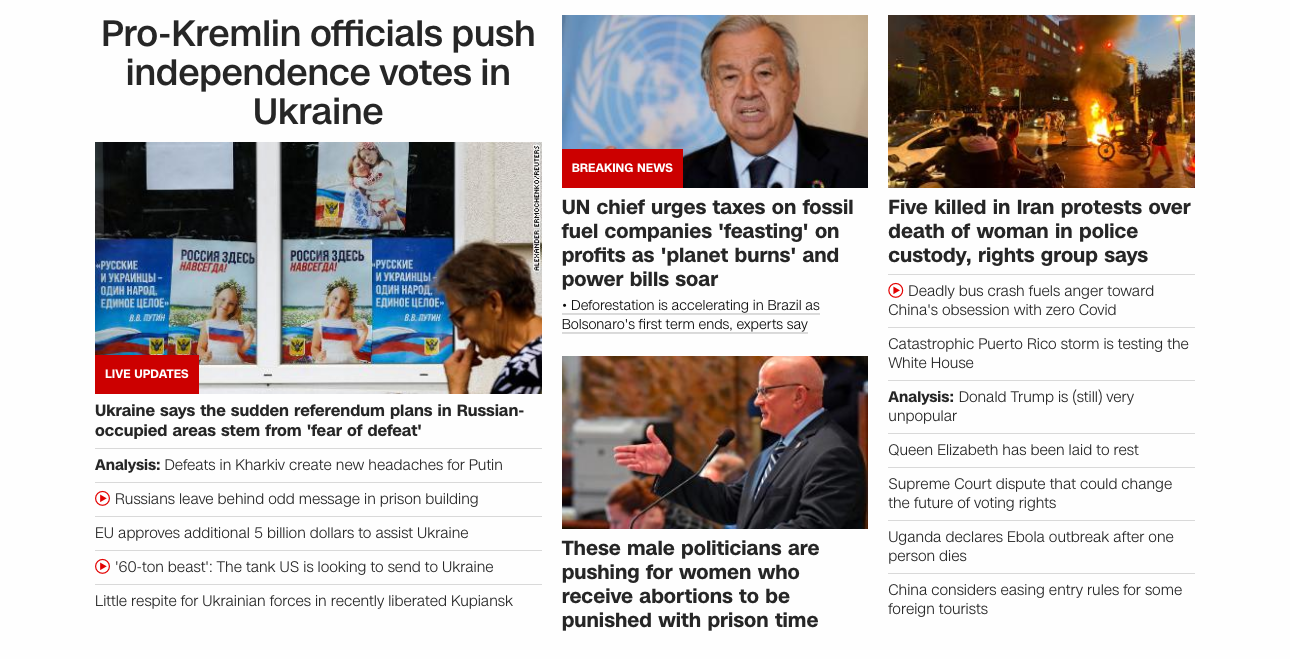 Pro-Kremlin officials push
independence votes in
Ukraine
ALEXANDER ERMOCHENKO/REUTERS
РОССИЯ ЗДЕСЬ
НАВСЕГДА!
РОССИЯ ЗДЕСЬ
НАВСЕГДА!
«РУССКИЕ
И УКРАИНЦЫ –
ОДИН НАРОД,
ЕДИНОЕ ЦЕЛОЕ»
В.В. ПУТИН
«РУССКИЕ
И УКРАИНЦЫ –
ОДИН НАРОД,
ЕДИНОЕ ЦЕЛОЕ»
В.В. ПУТИН
LIVE UPDATES
Ukraine says the sudden referendum plans in Russian-
occupied areas stem from 'fear of defeat'
Analysis: Defeats in Kharkiv create new headaches for Putin
Russians leave behind odd message in prison building
EU approves additional 5 billion dollars to assist Ukraine
'60-ton beast': The tank US is looking to send to Ukraine
Little respite for Ukrainian forces in recently liberated Kupiansk
BREAKING NEWS
UN chief urges taxes on fossil
fuel companies 'feasting' on
profits as 'planet burns' and
power bills soar
• Deforestation is accelerating in Brazil as
Bolsonaro's first term ends, experts say
These male politicians are
pushing for women who
receive abortions to be
punished with prison time
Five killed in Iran protests over
death of woman in police
custody, rights group says
Deadly bus crash fuels anger toward
China's obsession with zero Covid
Catastrophic Puerto Rico storm is testing the
White House
Analysis: Donald Trump is (still) very
unpopular
Queen Elizabeth has been laid to rest
Supreme Court dispute that could change
the future of voting rights
Uganda declares Ebola outbreak after one
person dies
China considers easing entry rules for some
foreign tourists